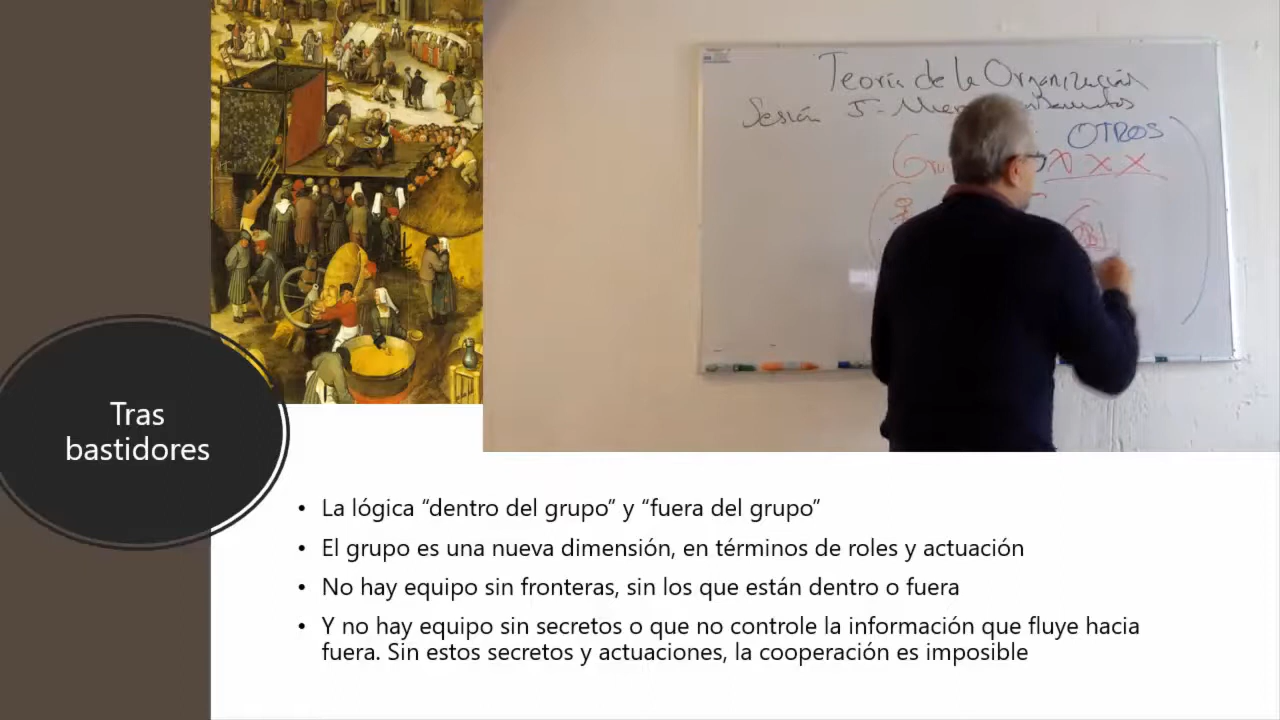 Teoría de la Organización
Sesión 5-
OTROS
x x x
Tras
bastidores
• La lógica “dentro del grupo” y “fuera del grupo”
• El grupo es una nueva dimensión, en términos de roles y actuación
• No hay equipo sin fronteras, sin los que están dentro o fuera
• Y no hay equipo sin secretos o que no controle la información que fluye hacia
fuera. Sin estos secretos y actuaciones, la cooperación es imposible